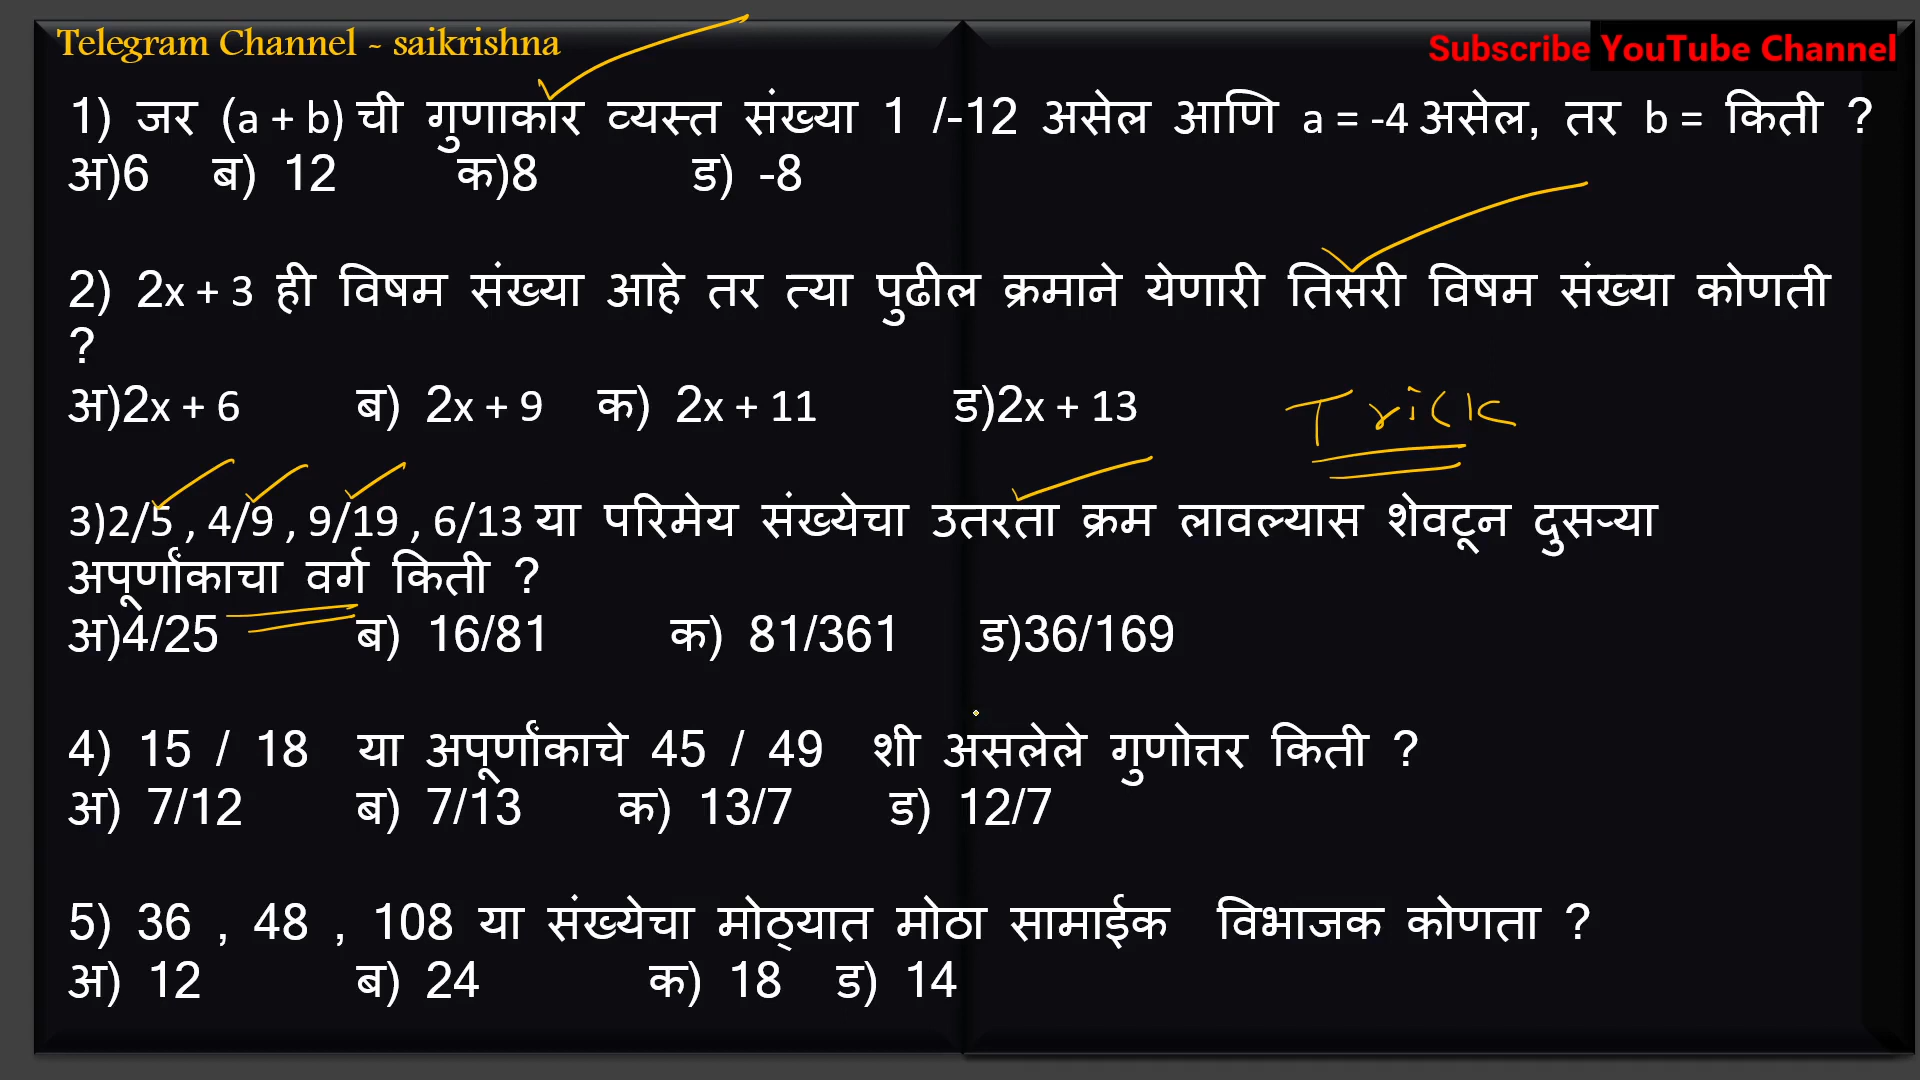 Telegram Channel ~ saikrishna
Subscribe YouTube Channel
1) जर (a + b) ची गुणाकार व्यस्त संख्या 1 /-12 असेल आणि a = -4 असेल, तर b = किती ?
अ)6 ब) 12 क)8 ड) -8
2) 2x + 3 ही विषम संख्या आहे तर त्या पुढील क्रमाने येणारी तिसरी विषम संख्या कोणती
?
अ)2x + 6 ब) 2x + 9 क) 2x + 11 ड)2x + 13
Trick
3)2/5 , 4/9 , 9/19 , 6/13 या परिमेय संख्येचा उतरता क्रम लावल्यास शेवटून दुसऱ्या
अपूर्णांकाचा वर्ग किती ?
अ)4/25 ब) 16/81 क) 81/361 ड)36/169
4) 15 / 18 या अपूर्णांकाचे 45 / 49 शी असलेले गुणोत्तर किती ?
अ) 7/12 ब) 7/13 क) 13/7 ड) 12/7
5) 36 , 48 , 108 या संख्येचा मोठ्यात मोठा सामाईक विभाजक कोणता ?
अ) 12 ब) 24 क) 18 ड) 14